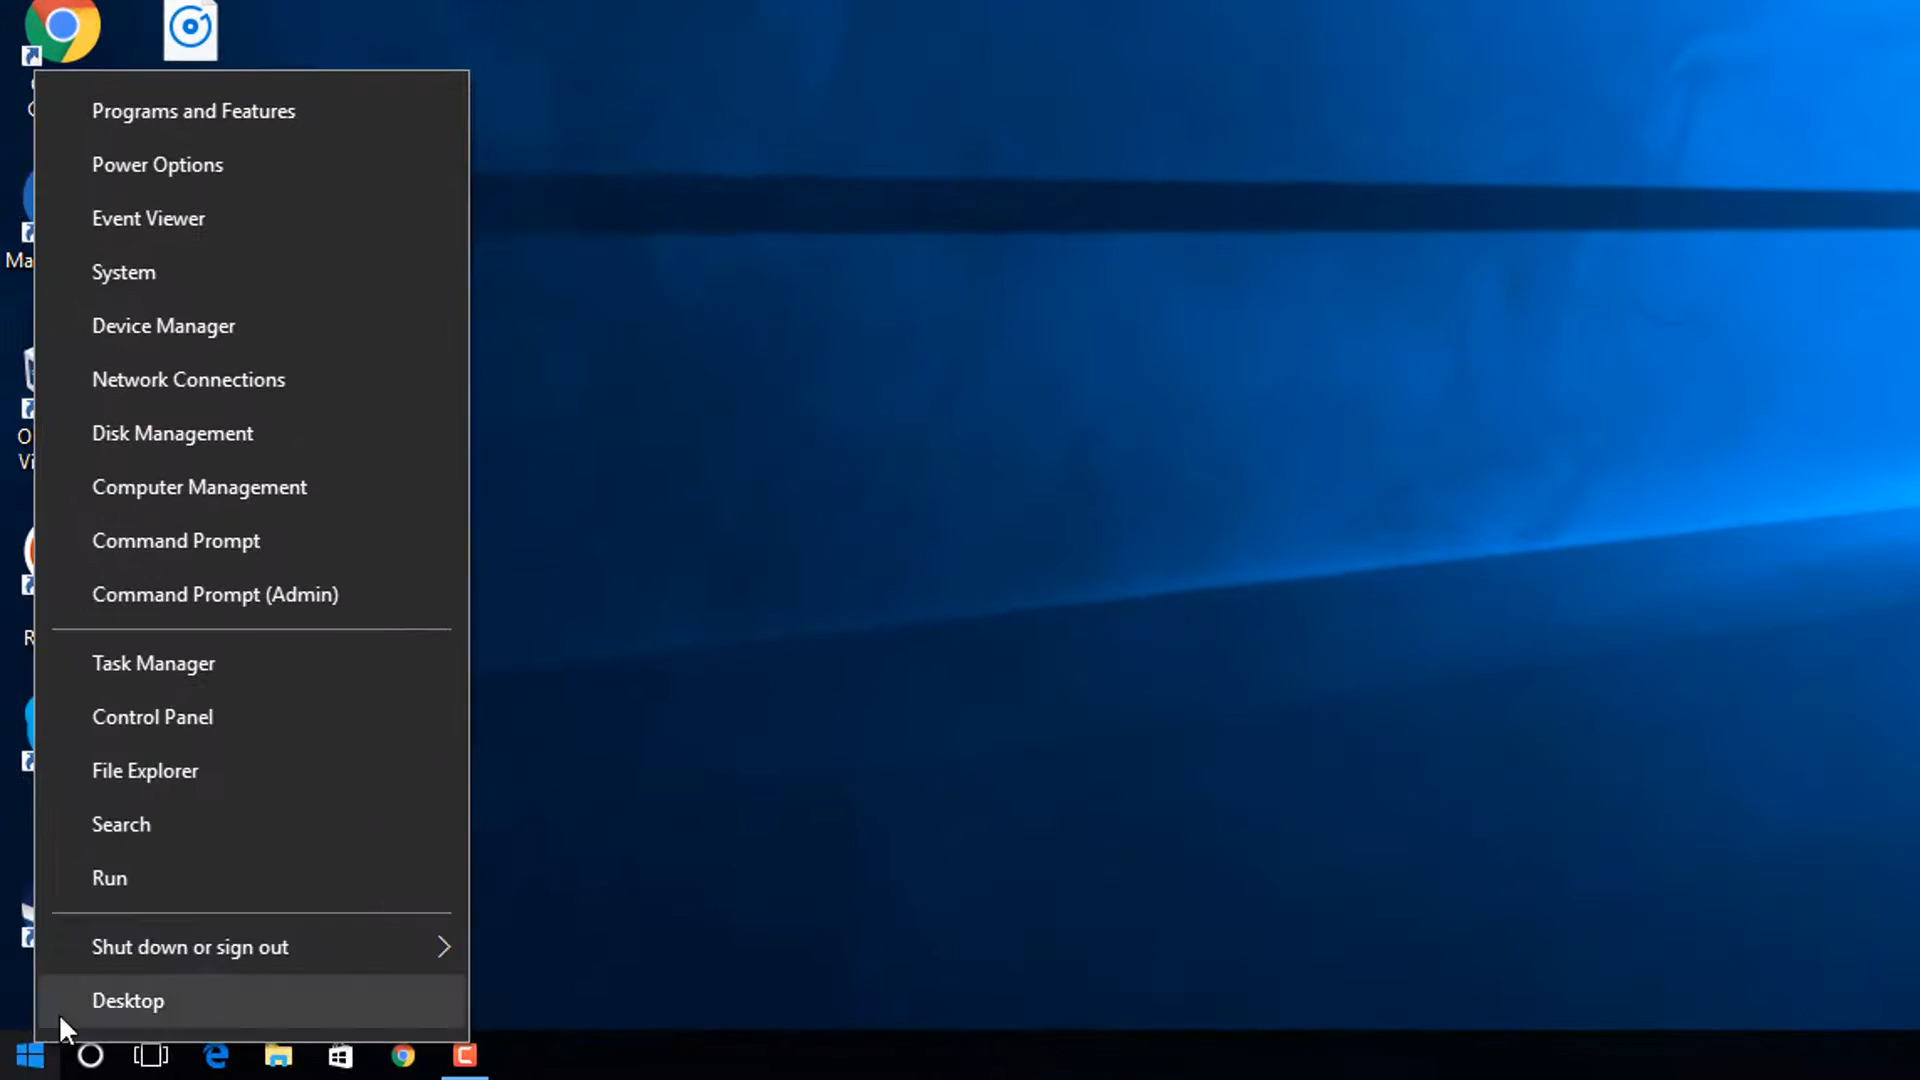 Programs and Features
Power Options
Event Viewer
System
Device Manager
Network Connections
Disk Management
Computer Management
Command Prompt
Command Prompt (Admin)
Task Manager
Control Panel
File Explorer
Search
Run
Shut down or sign out
Desktop